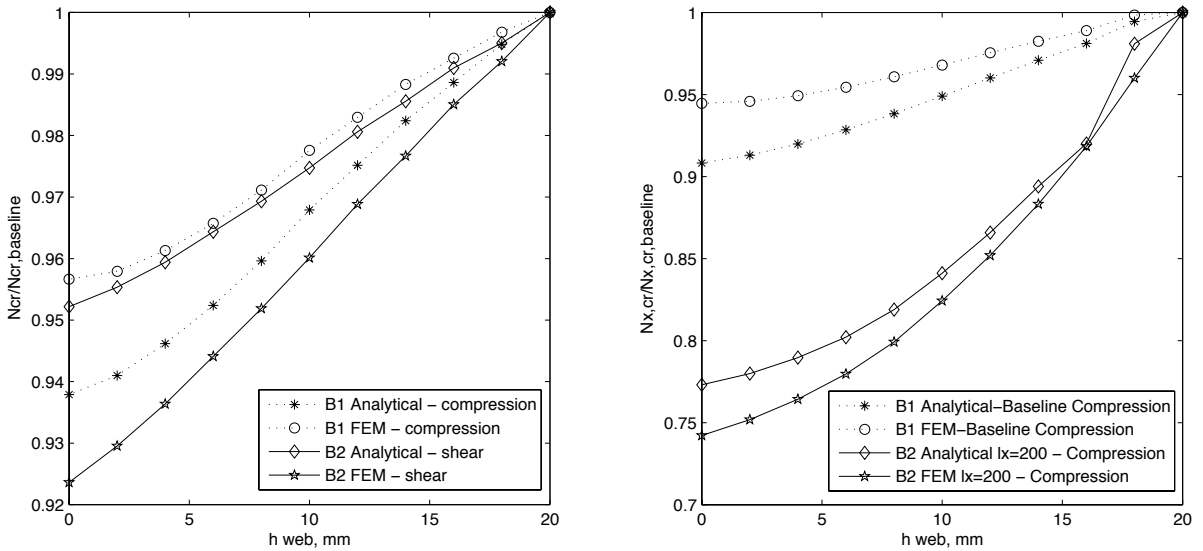 1
0.99
0.98
0.97
0.96
0.95
0.94
0.93
0.92
Ncr/Ncr,baseline
0
5
10
15
20
h web, mm
B1 Analytical – compression
B1 FEM – compression
B2 Analytical – shear
B2 FEM – shear
1
0.95
0.9
0.85
0.8
0.75
0.7
Nx,cr/Nx,cr,baseline
0
5
10
15
20
h web, mm
B1 Analytical–Baseline Compression
B1 FEM–Baseline Compression
B2 Analytical lx=200 – Compression
B2 FEM lx=200 – Compression